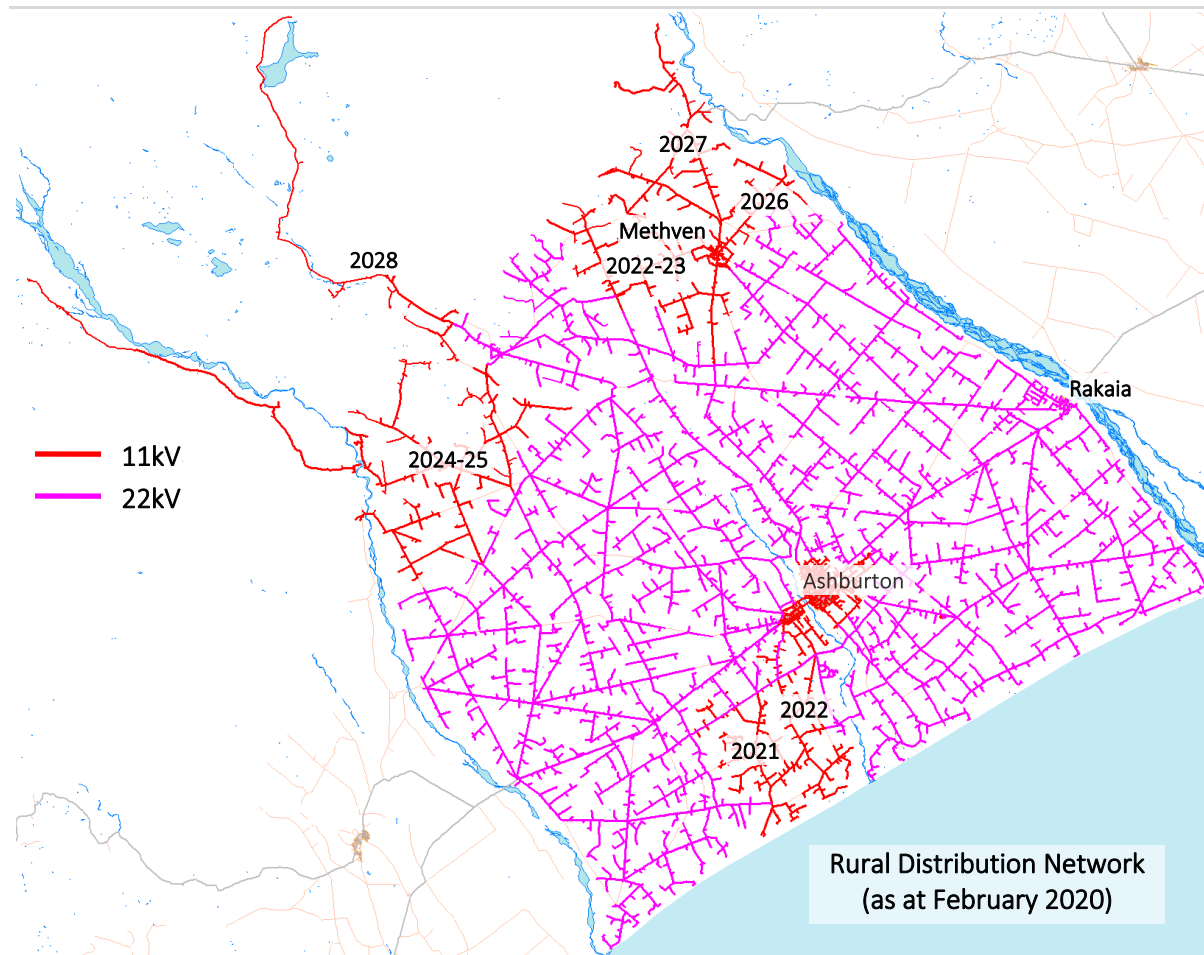 2027
2026
Methven
2022-23
2028
Rakaia
11kV
2024-25
22kV
Ashburton
2022
2021
Rural Distribution Network
(as at February 2020)